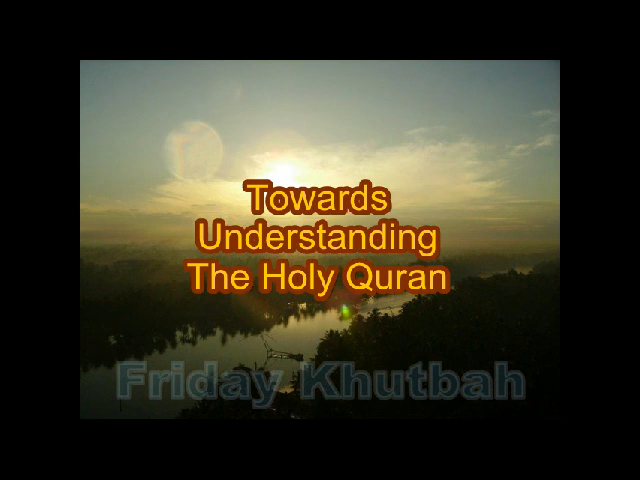 Towards
Understanding
The Holy Quran
Friday Khutbah